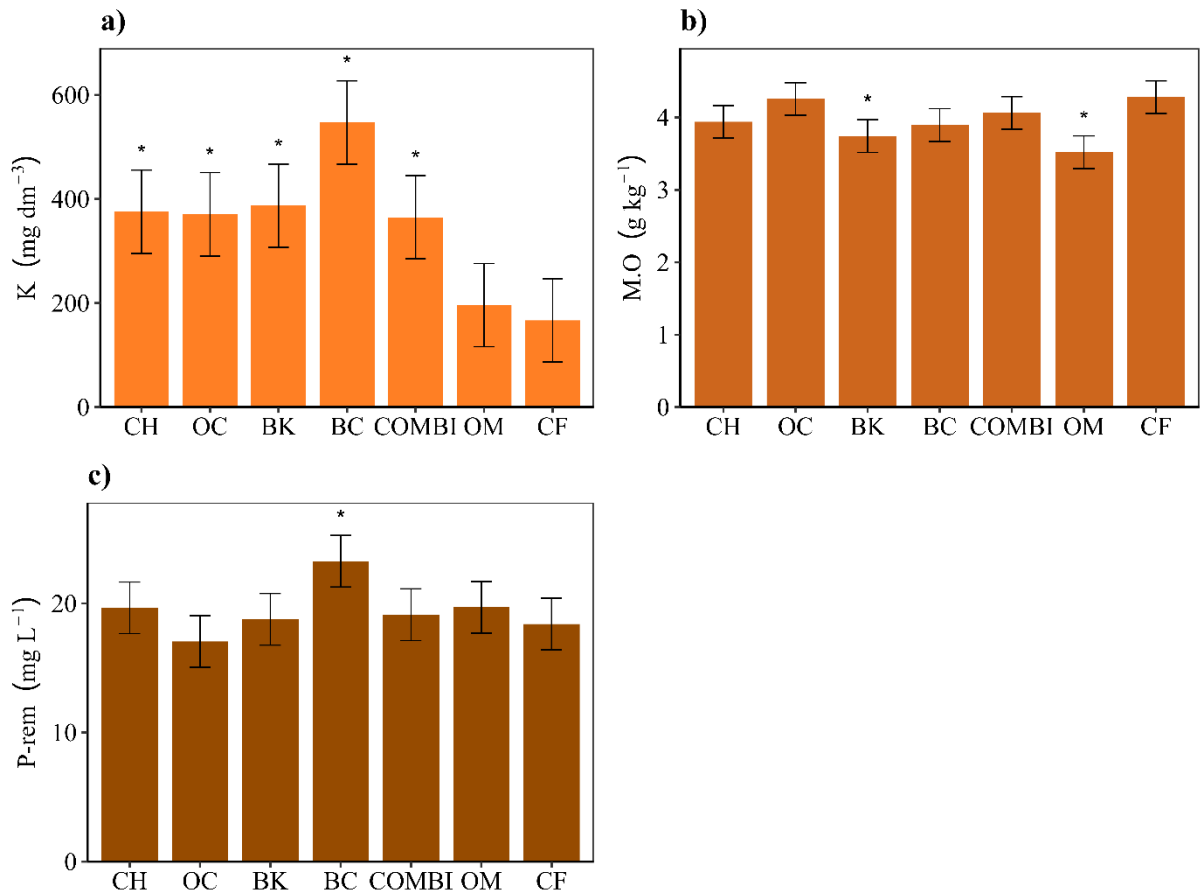 a)
K (mg dm⁻³)
600
400
200
0
* * * * *
CH OC BK BC COMBI OM CF
b)
M.O (g kg⁻¹)
4
3
2
1
0
* *
CH OC BK BC COMBI OM CF
c)
P-rem (mg L⁻¹)
20
10
0
*
CH OC BK BC COMBI OM CF